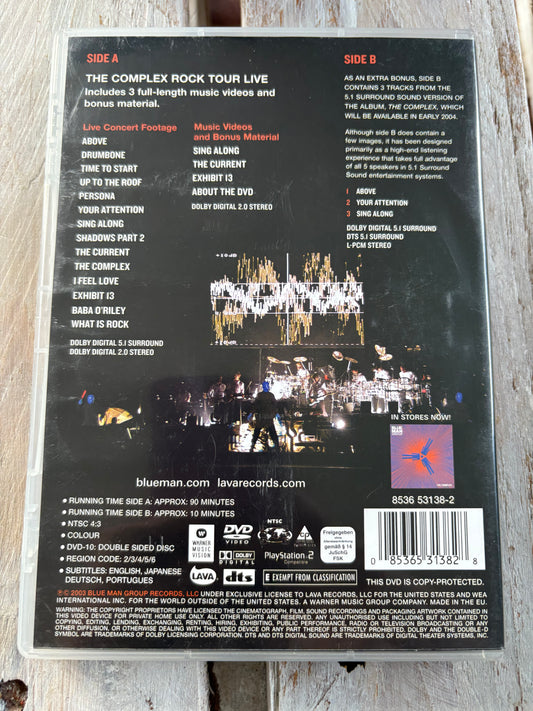 SIDE A
THE COMPLEX ROCK TOUR LIVE
Includes 3 full-length music videos and
bonus material.
Live Concert Footage
ABOVE
DRUMBONE
TIME TO START
UP TO THE ROOF
PERSONA
YOUR ATTENTION
SING ALONG
SHADOWS PART 2
THE CURRENT
THE COMPLEX
I FEEL LOVE
EXHIBIT 13
BABA O'RILEY
WHAT IS ROCK
DOLBY DIGITAL 5.1 SURROUND
DOLBY DIGITAL 2.0 STEREO
Music Videos
and Bonus Material
SING ALONG
THE CURRENT
EXHIBIT 13
ABOUT THE DVD
DOLBY DIGITAL 2.0 STEREO
SIDE B
AS AN EXTRA BONUS, SIDE B
CONTAINS 3 TRACKS FROM THE
5.1 SURROUND SOUND VERSION OF
THE ALBUM, THE COMPLEX, WHICH
WILL BE AVAILABLE IN EARLY 2004.
Although side B does contain a
few images, it has been designed
primarily as a high-end listening
experience that takes full advantage
of all 5 speakers in 5.1 Surround
Sound entertainment systems.
1 ABOVE
2 YOUR ATTENTION
3 SING ALONG
DOLBY DIGITAL 5.1 SURROUND
DTS 5.1 SURROUND
L-PCM STEREO
+10dB
IN STORES NOW!
BLUE
MAN
GROUP
THE COMPLEX
blueman.com lavarecords.com
8536 53138-2
• RUNNING TIME SIDE A: APPROX: 90 MINUTES
• RUNNING TIME SIDE B: APPROX: 10 MINUTES
• NTSC 4:3
• COLOUR
• DVD-10: DOUBLE SIDED DISC
• REGION CODE: 2/3/4/5/6
• SUBTITLES: ENGLISH, JAPANESE
DEUTSCH, PORTUGUES
WARNER
MUSIC
VISION
DVD
VIDEO
NTSC
DOLBY
DIGITAL
PlayStation 2
Compatible
LAVA
dts
E EXEMPT FROM CLASSIFICATION
Freigegeben
ohne
Altersbeschränkung
gemäß § 14
JuSchG
FSK
0 85365 31382 8
THIS DVD IS COPY-PROTECTED.
℗ © 2003 BLUE MAN GROUP RECORDS, LLC UNDER EXCLUSIVE LICENSE TO LAVA RECORDS, LLC FOR THE UNITED STATES AND WEA
INTERNATIONAL INC. FOR THE WORLD OUTSIDE OF THE UNITED STATES. A WARNER MUSIC GROUP COMPANY. MADE IN THE EU.
WARNING: THE COPYRIGHT PROPRIETORS HAVE LICENSED THE CINEMATOGRAPH, FILM, SOUND RECORDINGS AND PACKAGING ARTWORK CONTAINED IN
THIS VIDEO DEVICE FOR PRIVATE HOME USE ONLY. ALL OTHER RIGHTS ARE RESERVED. ANY UNAUTHORISED USE INCLUDING BUT NOT LIMITED TO
COPYING, EDITING, LENDING, EXCHANGING, RENTING, HIRING, EXHIBITING, PUBLIC PERFORMANCE, RADIO OR TELEVISION BROADCASTING OR ANY
OTHER DIFFUSION, OR OTHERWISE DEALING WITH THIS VIDEO DEVICE OR ANY PART THEREOF IS STRICTLY PROHIBITED. DOLBY AND THE DOUBLE-D
SYMBOL ARE TRADEMARKS OF DOLBY LICENSING CORPORATION. DTS AND DTS DIGITAL SOUND ARE TRADEMARKS OF DIGITAL THEATER SYSTEMS, INC.